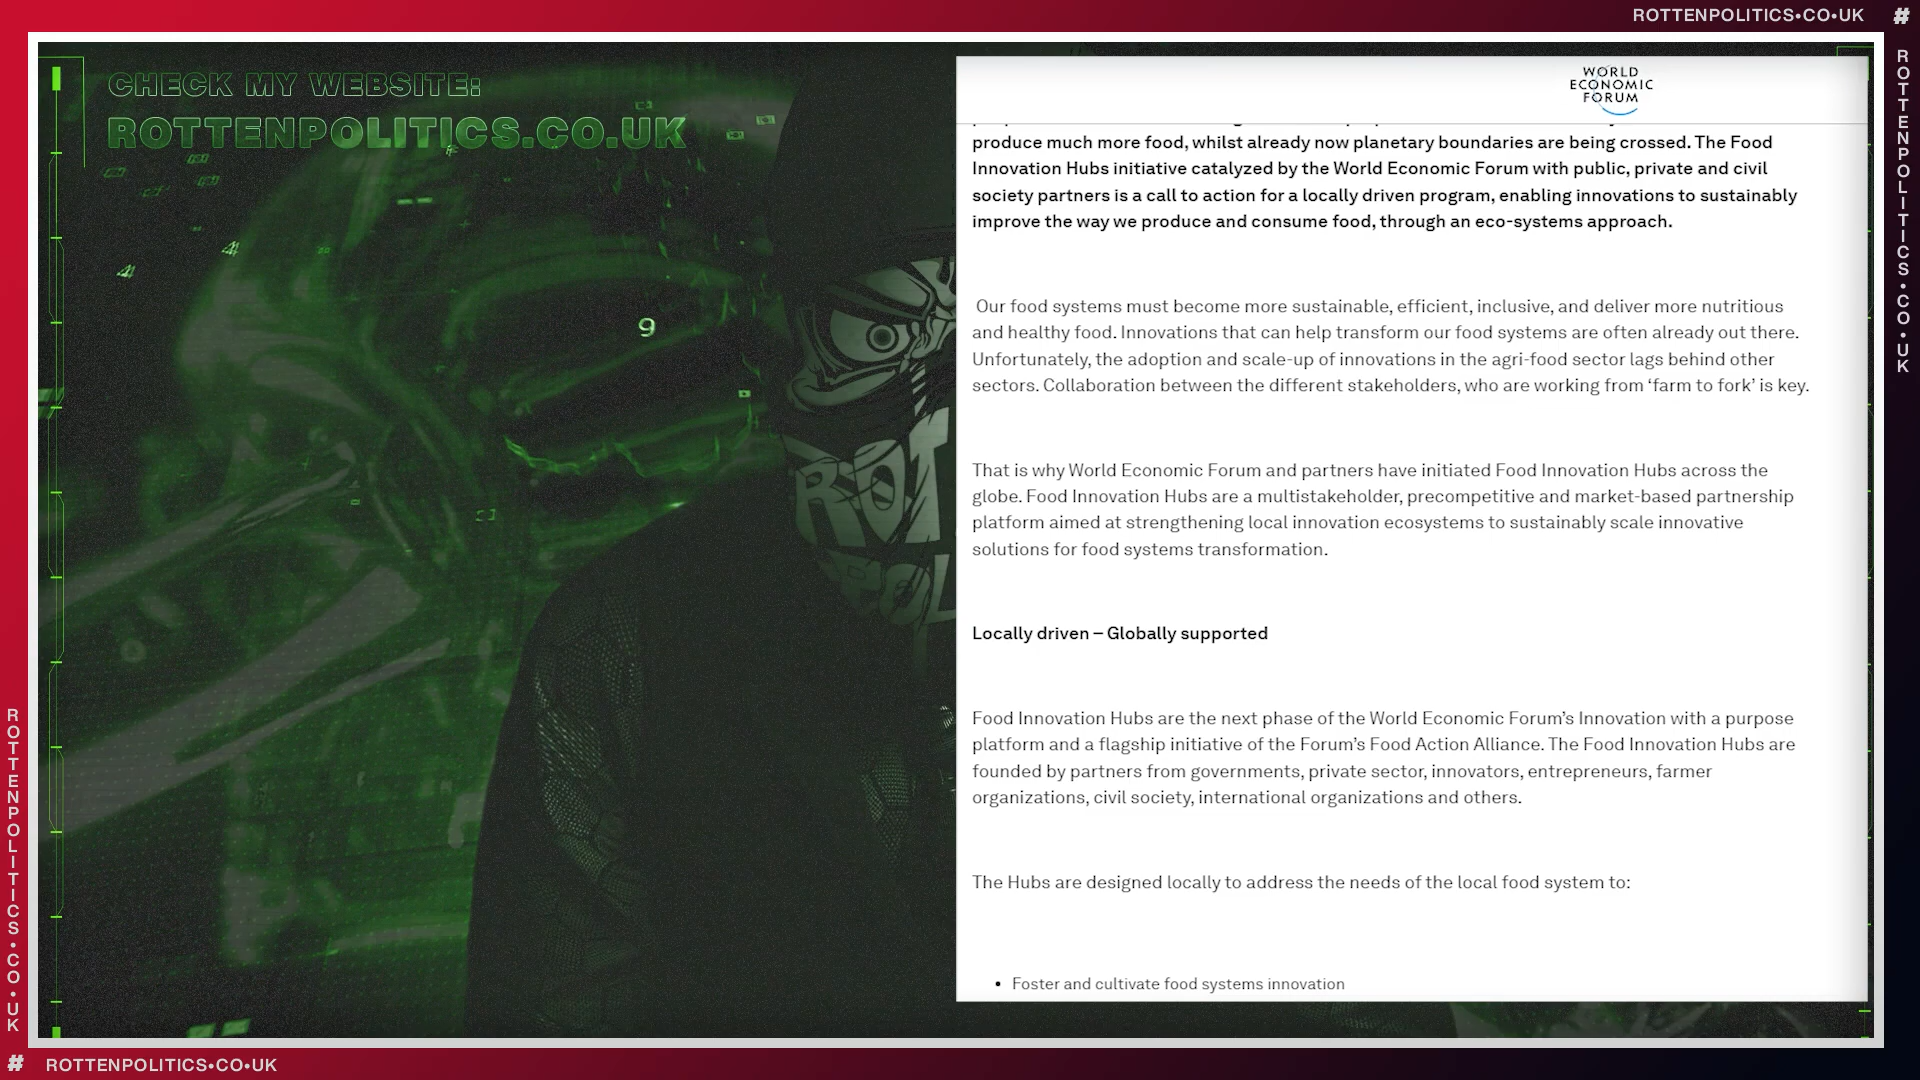 ROTTENPOLITICS•CO•UK #
ROTTENPOLITICS•CO•UK
CHECK MY WEBSITE:
ROTTENPOLITICS.CO.UK
9
ROT
POL
WORLD
ECONOMIC
FORUM
produce much more food, whilst already now planetary boundaries are being crossed. The Food
Innovation Hubs initiative catalyzed by the World Economic Forum with public, private and civil
society partners is a call to action for a locally driven program, enabling innovations to sustainably
improve the way we produce and consume food, through an eco-systems approach.
Our food systems must become more sustainable, efficient, inclusive, and deliver more nutritious
and healthy food. Innovations that can help transform our food systems are often already out there.
Unfortunately, the adoption and scale-up of innovations in the agri-food sector lags behind other
sectors. Collaboration between the different stakeholders, who are working from ‘farm to fork’ is key.
That is why World Economic Forum and partners have initiated Food Innovation Hubs across the
globe. Food Innovation Hubs are a multistakeholder, precompetitive and market-based partnership
platform aimed at strengthening local innovation ecosystems to sustainably scale innovative
solutions for food systems transformation.
Locally driven – Globally supported
Food Innovation Hubs are the next phase of the World Economic Forum’s Innovation with a purpose
platform and a flagship initiative of the Forum’s Food Action Alliance. The Food Innovation Hubs are
founded by partners from governments, private sector, innovators, entrepreneurs, farmer
organizations, civil society, international organizations and others.
The Hubs are designed locally to address the needs of the local food system to:
• Foster and cultivate food systems innovation
ROTTENPOLITICS•CO•UK
# ROTTENPOLITICS•CO•UK